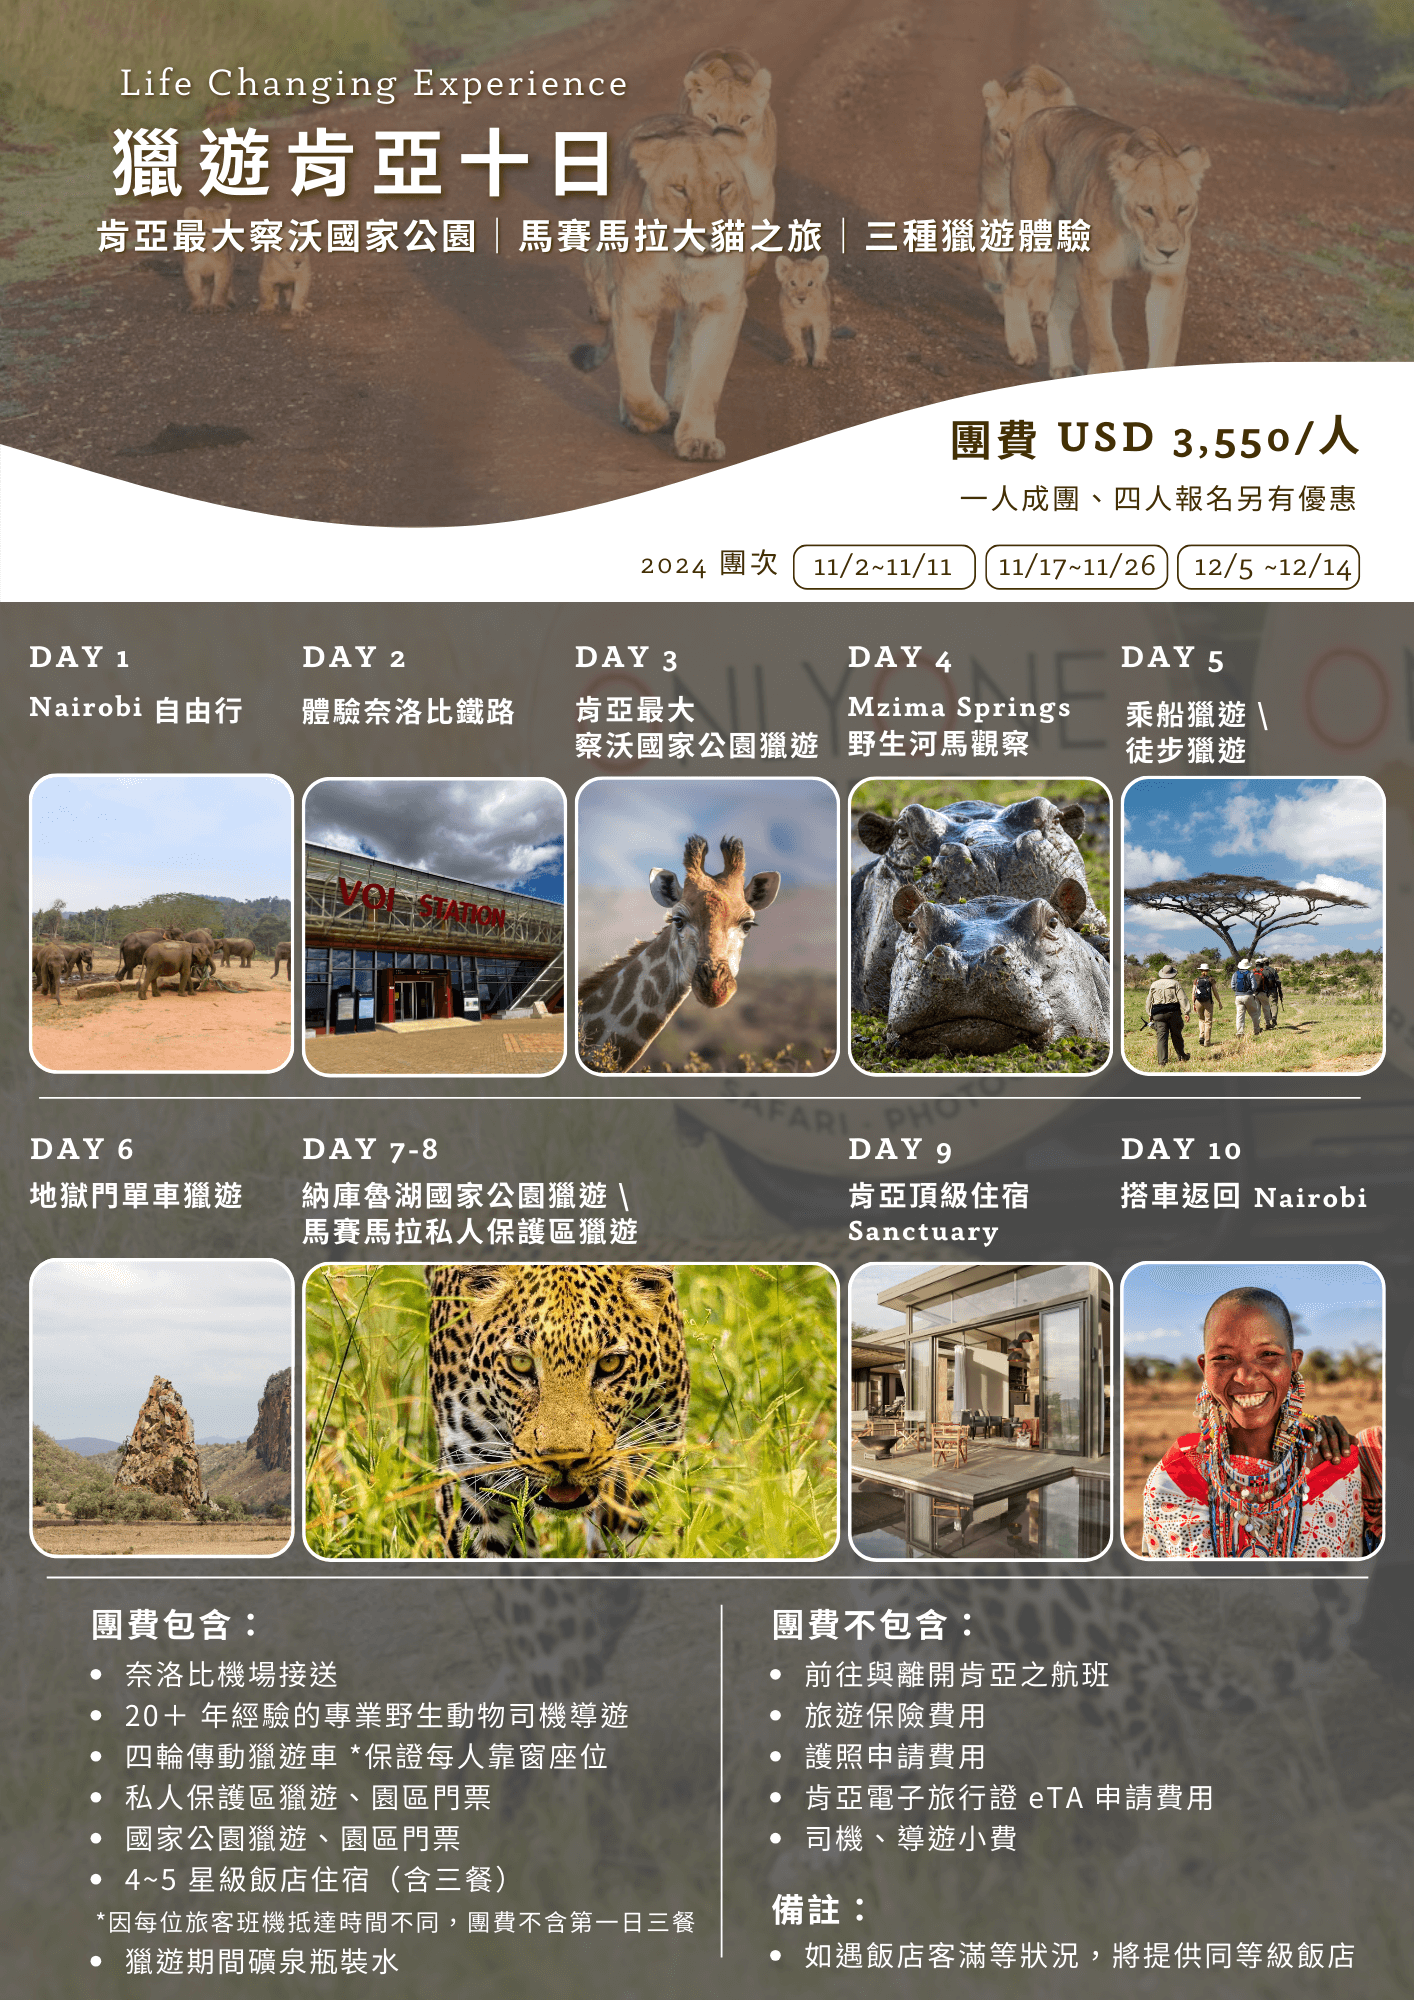 Life Changing Experience
獵遊肯亞十日
肯亞最大察沃國家公園｜馬賽馬拉大貓之旅｜三種獵遊體驗
團費 USD 3,550/人
一人成團、四人報名另有優惠
2024 團次 11/2~11/11 11/17~11/26 12/5 ~12/14
DAY 1
Nairobi 自由行
DAY 2
體驗奈洛比鐵路
DAY 3
肯亞最大
察沃國家公園獵遊
DAY 4
Mzima Springs
野生河馬觀察
DAY 5
乘船獵遊 \
徒步獵遊
ONLYONE
VOI STATION
SAFARI · PHOTO
DAY 6
地獄門單車獵遊
DAY 7-8
納庫魯湖國家公園獵遊 \
馬賽馬拉私人保護區獵遊
DAY 9
肯亞頂級住宿
Sanctuary
DAY 10
搭車返回 Nairobi
團費包含：
• 奈洛比機場接送
• 20＋ 年經驗的專業野生動物司機導遊
• 四輪傳動獵遊車 *保證每人靠窗座位
• 私人保護區獵遊、園區門票
• 國家公園獵遊、園區門票
• 4~5 星級飯店住宿（含三餐）
*因每位旅客班機抵達時間不同，團費不含第一日三餐
• 獵遊期間礦泉瓶裝水
團費不包含：
• 前往與離開肯亞之航班
• 旅遊保險費用
• 護照申請費用
• 肯亞電子旅行證 eTA 申請費用
• 司機、導遊小費
備註：
• 如遇飯店客滿等狀況，將提供同等級飯店